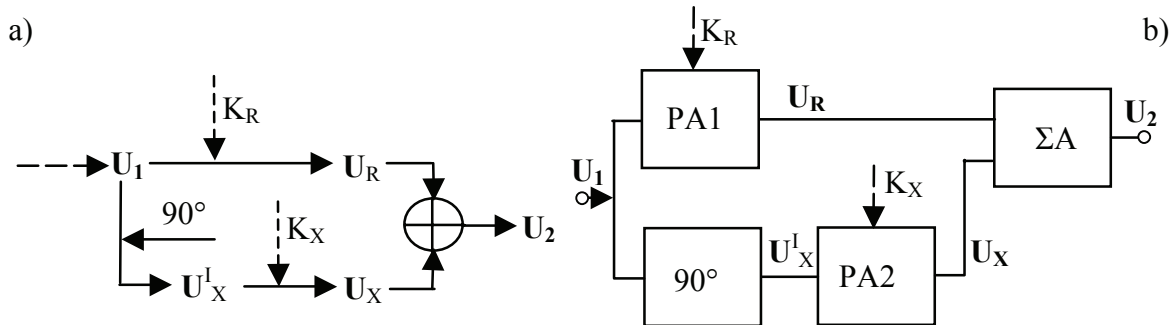 a)
K_R
U_1 U_R
90° K_X U_2
U^I_X U_X
b)
K_R
PA1 U_R U_2
ΣA
U_1 K_X
90° U^I_X PA2 U_X